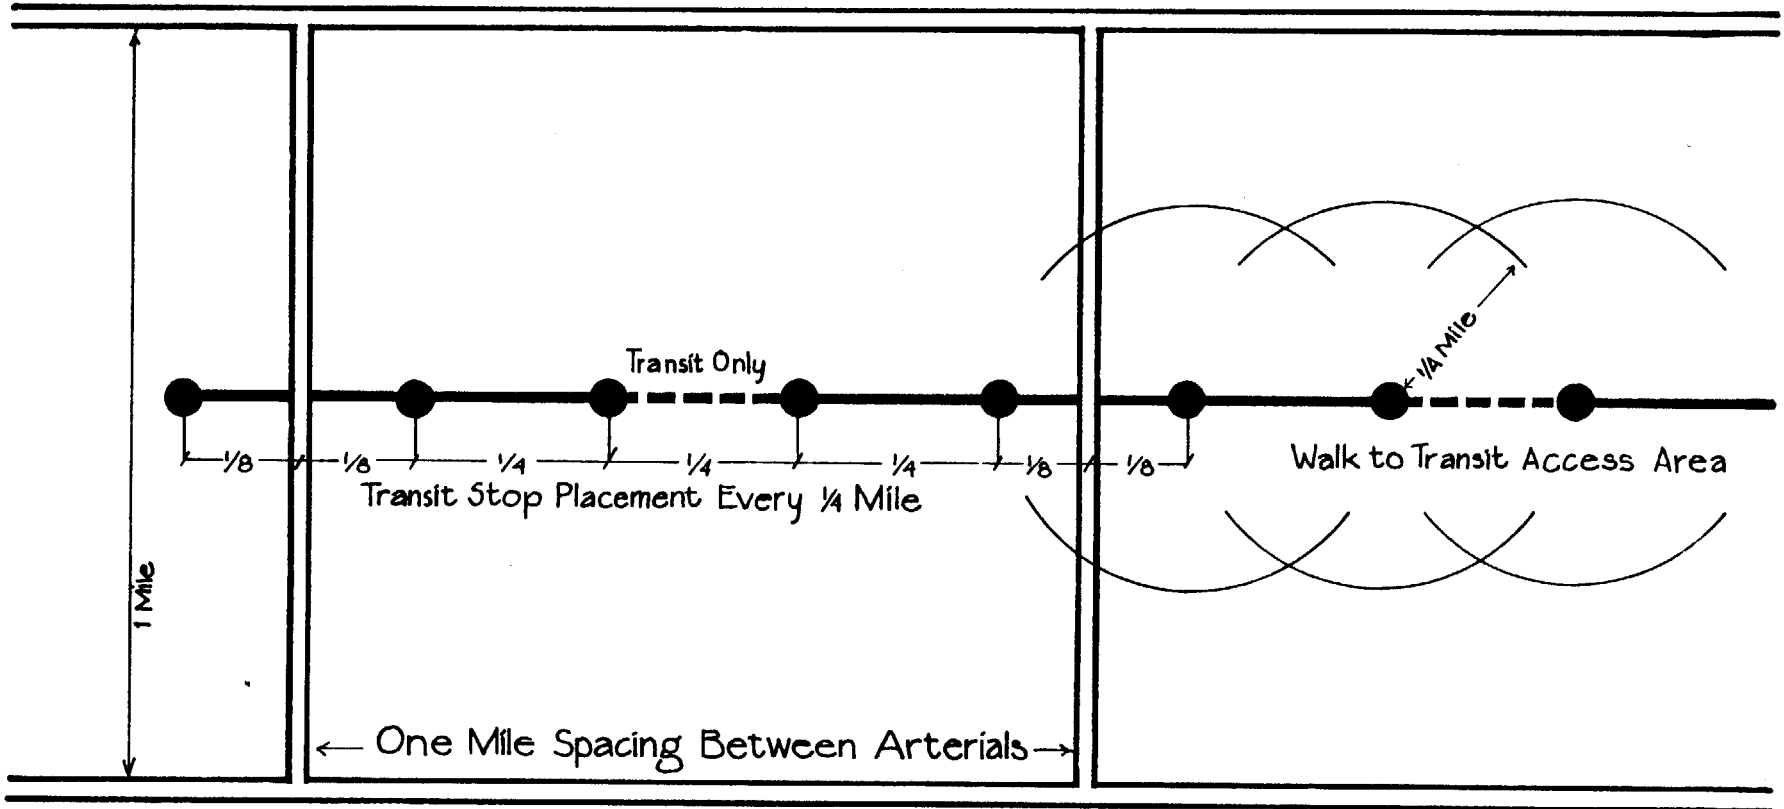 Transit Only
1/4 Mile
1/8 1/8 1/4 1/4 1/4 1/8 1/8
Walk to Transit Access Area
Transit Stop Placement Every 1/4 Mile
1 Mile
One Mile Spacing Between Arterials